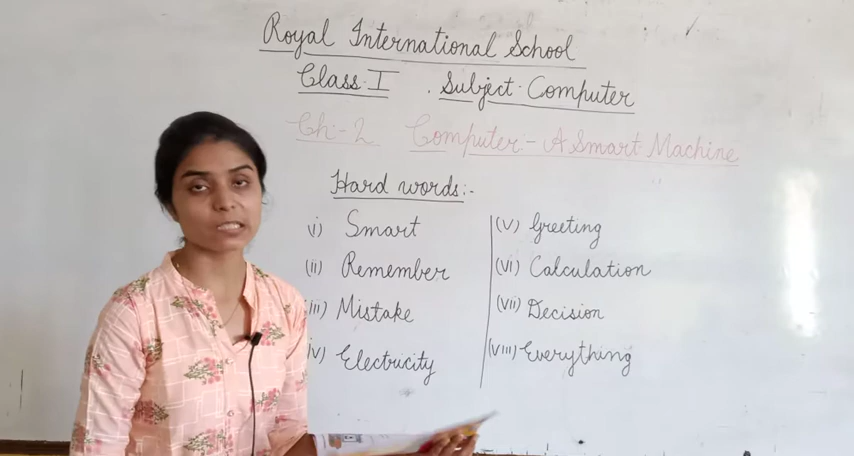 Royal International School
Class-I . Subject-Computer
Ch-2 Computer-A Smart Machine
Hard words:-
i) Smart
(ii) Remember
iii) Mistake
iv) Electricity
(v) Greeting
(vi) Calculation
(vii) Decision
(viii) Everything